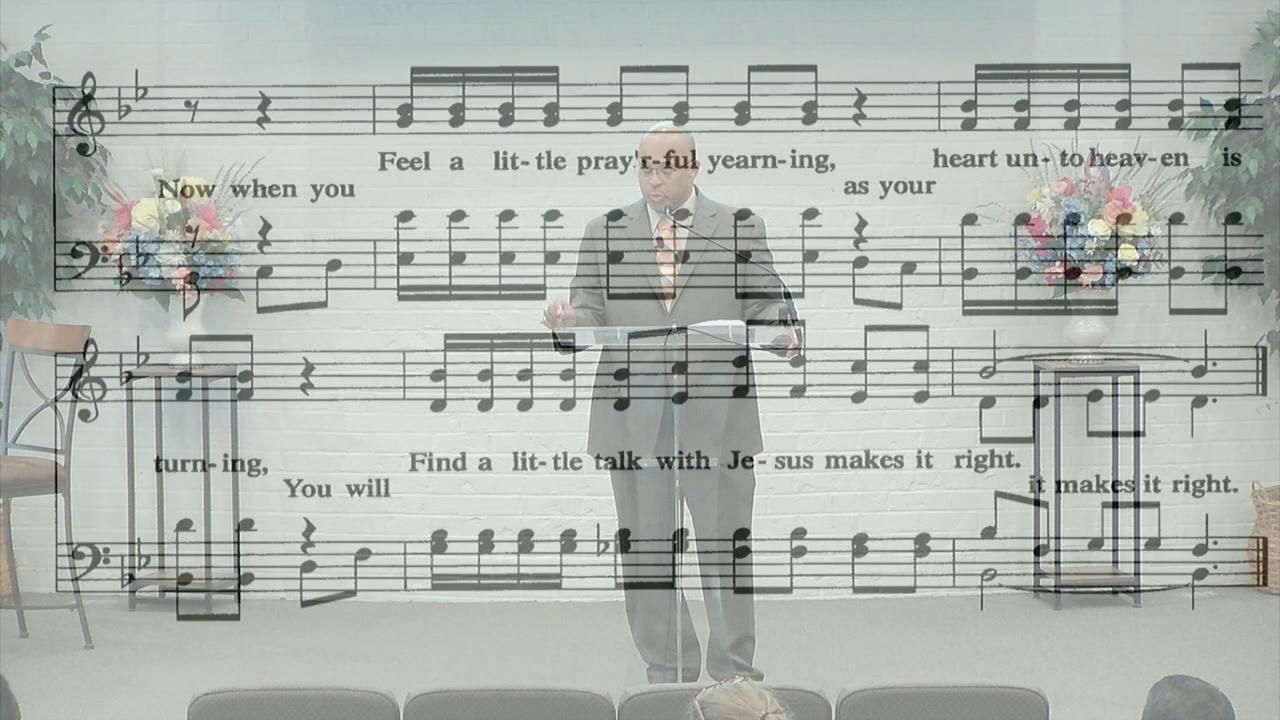 Feel a lit- tle pray'r-ful yearn- ing, heart un- to heav- en is
Now when you as your
turn- ing, Find a lit- tle talk with Je- sus makes it right.
You will it makes it right.